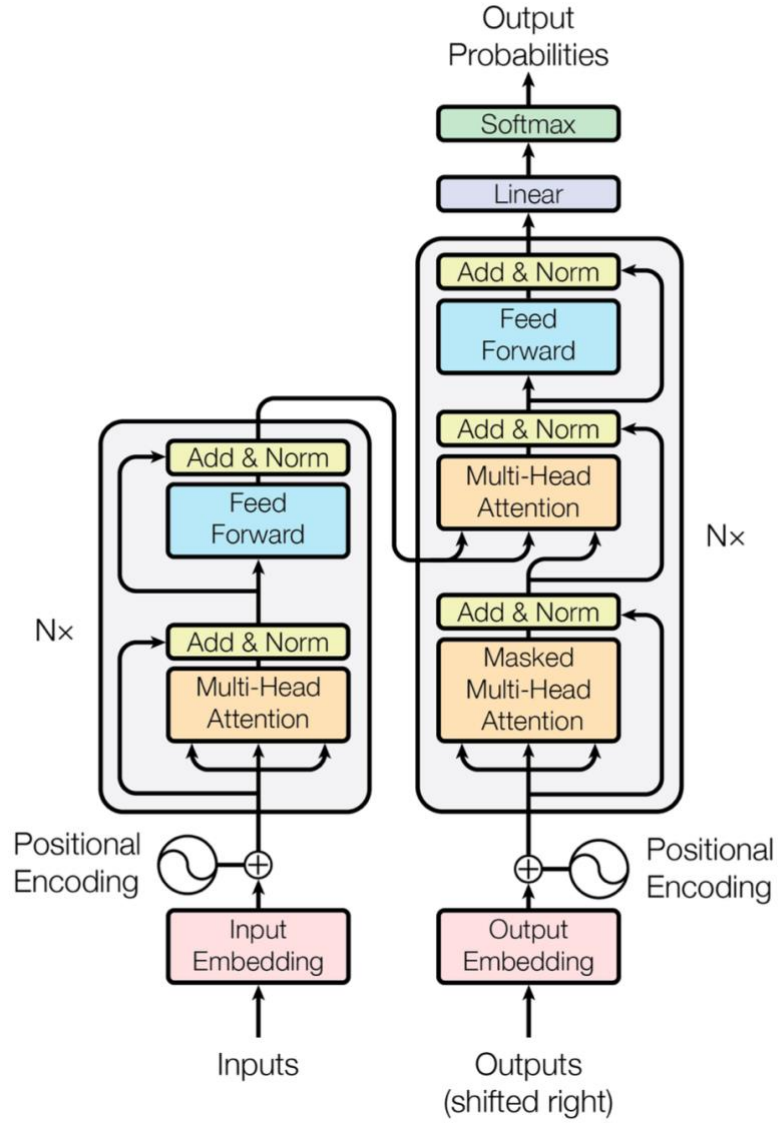 Output
Probabilities
Softmax
Linear
Add & Norm
Feed
Forward
Add & Norm
Multi-Head
Attention
Add & Norm
Masked
Multi-Head
Attention
N×
Add & Norm
Feed
Forward
Add & Norm
Multi-Head
Attention
N×
Positional
Encoding
Positional
Encoding
Input
Embedding
Output
Embedding
Inputs
Outputs
(shifted right)